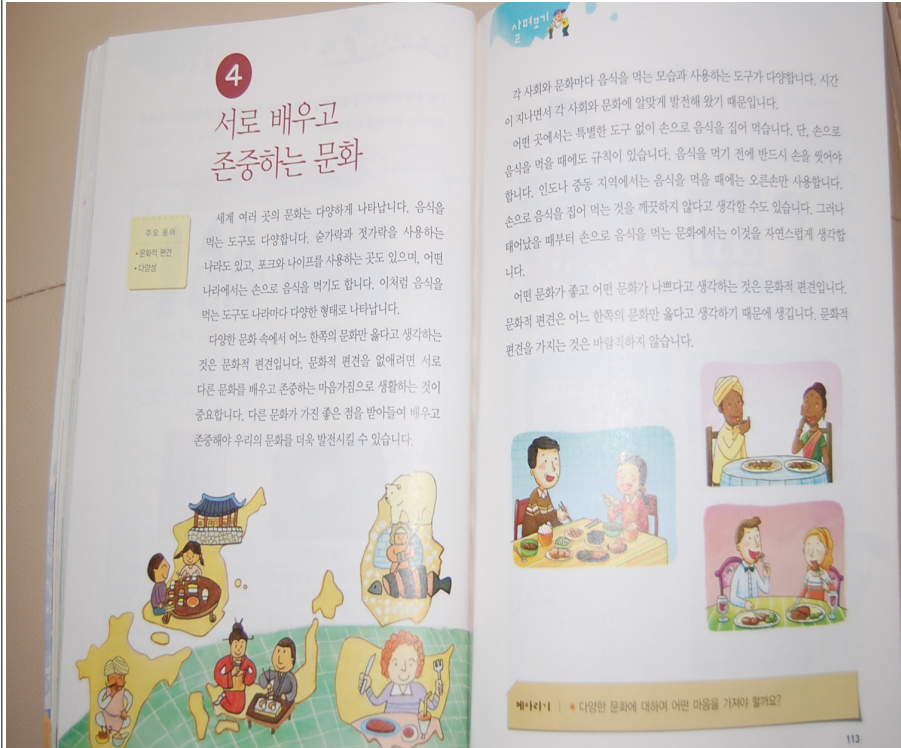 4
서로 배우고
존중하는 문화
주요 용어
• 문화적 편견
• 다양성
세계 여러 곳의 문화는 다양하게 나타납니다. 음식을
먹는 도구도 다양합니다. 숟가락과 젓가락을 사용하는
나라도 있고, 포크와 나이프를 사용하는 곳도 있으며, 어떤
나라에서는 손으로 음식을 먹기도 합니다. 이처럼 음식을
먹는 도구도 나라마다 다양한 형태로 나타납니다.
다양한 문화 속에서 어느 한쪽의 문화만 옳다고 생각하는
것은 문화적 편견입니다. 문화적 편견을 없애려면 서로
다른 문화를 배우고 존중하는 마음가짐으로 생활하는 것이
중요합니다. 다른 문화가 가진 좋은 점을 받아들여 배우고
존중해야 우리의 문화를 더욱 발전시킬 수 있습니다.
살펴보기
각 사회와 문화마다 음식을 먹는 모습과 사용하는 도구가 다양합니다. 시간
이 지나면서 각 사회와 문화에 알맞게 발전해 왔기 때문입니다.
어떤 곳에서는 특별한 도구 없이 손으로 음식을 집어 먹습니다. 단, 손으로
음식을 먹을 때에도 규칙이 있습니다. 음식을 먹기 전에 반드시 손을 씻어야
합니다. 인도나 중동 지역에서는 음식을 먹을 때에는 오른손만 사용합니다.
손으로 음식을 집어 먹는 것을 깨끗하지 않다고 생각할 수도 있습니다. 그러나
태어났을 때부터 손으로 음식을 먹는 문화에서는 이것을 자연스럽게 생각합
니다.
어떤 문화가 좋고 어떤 문화가 나쁘다고 생각하는 것은 문화적 편견입니다.
문화적 편견은 어느 한쪽의 문화만 옳다고 생각하기 때문에 생깁니다. 문화적
편견을 가지는 것은 바람직하지 않습니다.
메아리기 • 다양한 문화에 대하여 어떤 마음을 가져야 할까요?
113